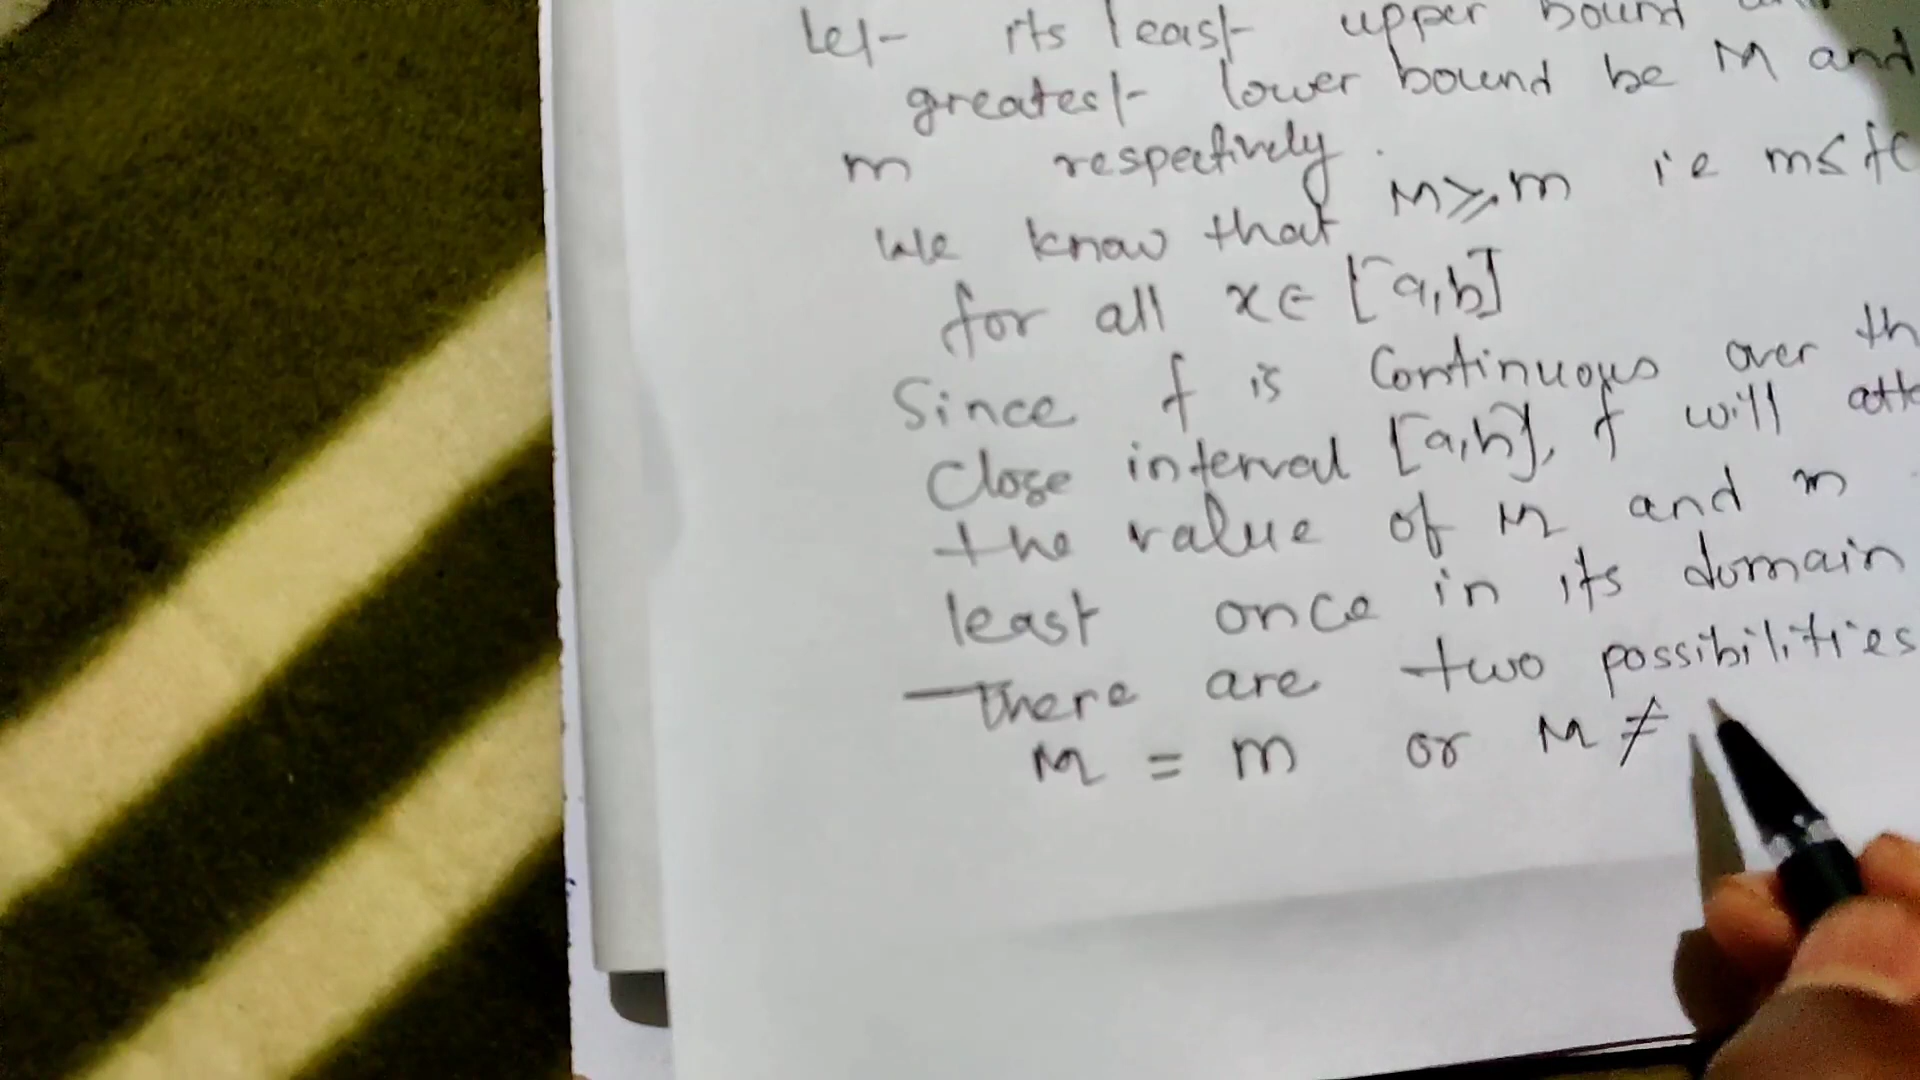 Let its least upper bound
greatest lower bound be M and
m respectively.
We know that M ≥ m ie m ≤ f(
for all x ∈ [a,b]
Since f is Continuous over th
Close interval [a,b], f will att
the value of M and m
least once in its domain
There are two possibilities
M = m or M ≠